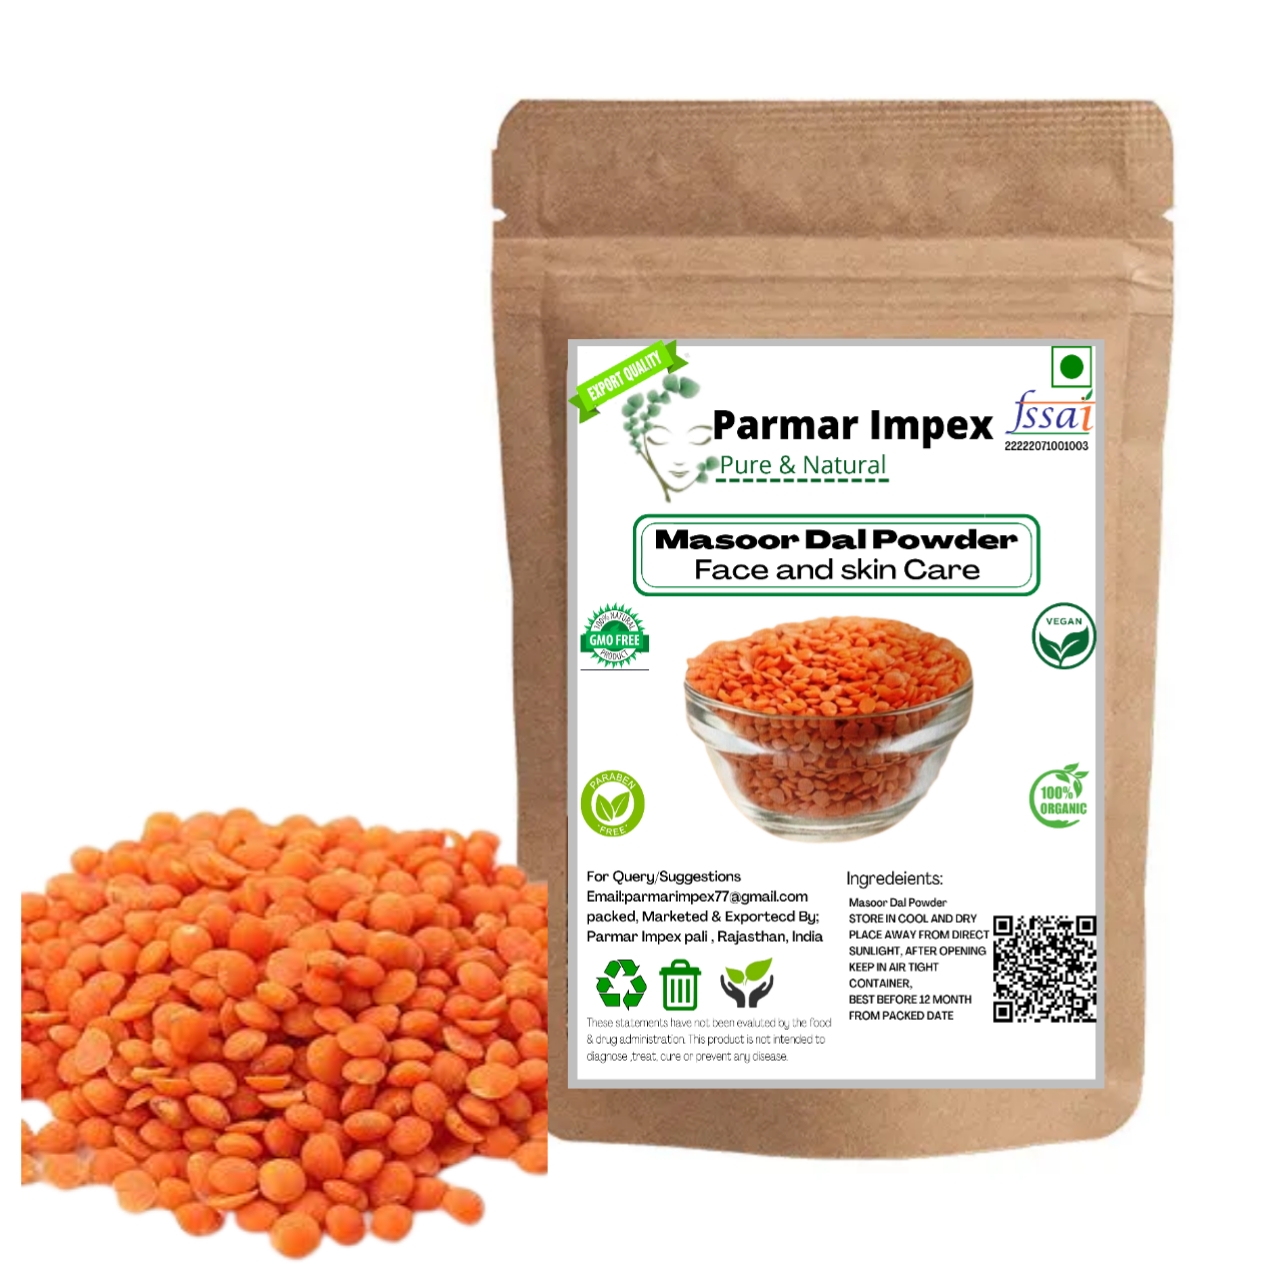 EXPORT QUALITY
Parmar Impex
Pure & Natural
fssai
22222071001003
Masoor Dal Powder
Face and skin Care
100% NATURAL
GMO FREE
PRODUCT
VEGAN
PARABEN
FREE
100%
ORGANIC
For Query/Suggestions
Email:parmarimpex77@gmail.com
packed, Marketed & Exportecd By;
Parmar Impex pali , Rajasthan, India
These statements have not been evaluted by the food
& drug administration. This product is not intended to
diagnose ,treat, cure or prevent any disease.
Ingredeients:
Masoor Dal Powder
STORE IN COOL AND DRY
PLACE AWAY FROM DIRECT
SUNLIGHT, AFTER OPENING
KEEP IN AIR TIGHT
CONTAINER,
BEST BEFORE 12 MONTH
FROM PACKED DATE